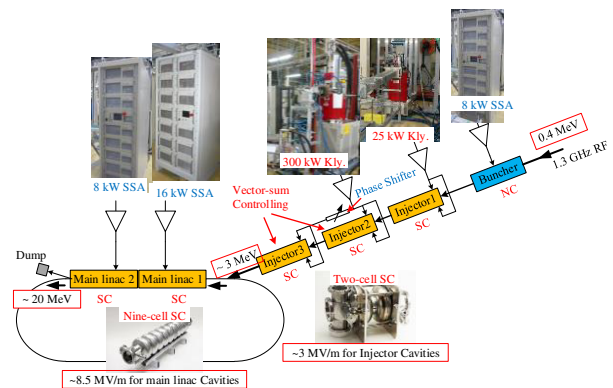 8 kW SSA
16 kW SSA
300 kW Kly.
25 kW Kly.
8 kW SSA
0.4 MeV
1.3 GHz RF
Buncher
NC
Phase Shifter
Vector-sum
Controlling
Injector1
SC
Injector2
SC
Injector3
SC
~ 3 MeV
Dump
Main linac 2
Main linac 1
~ 20 MeV
SC
SC
Nine-cell SC
Two-cell SC
~8.5 MV/m for main linac Cavities
~3 MV/m for Injector Cavities